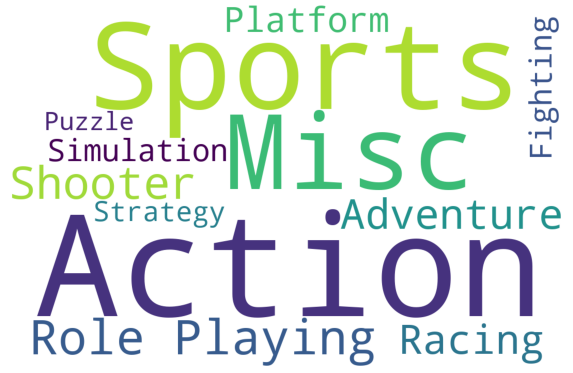 Platform
Sports
Fighting
Puzzle
Misc
Simulation
Shooter
Strategy
Adventure
Action
Role Playing
Racing